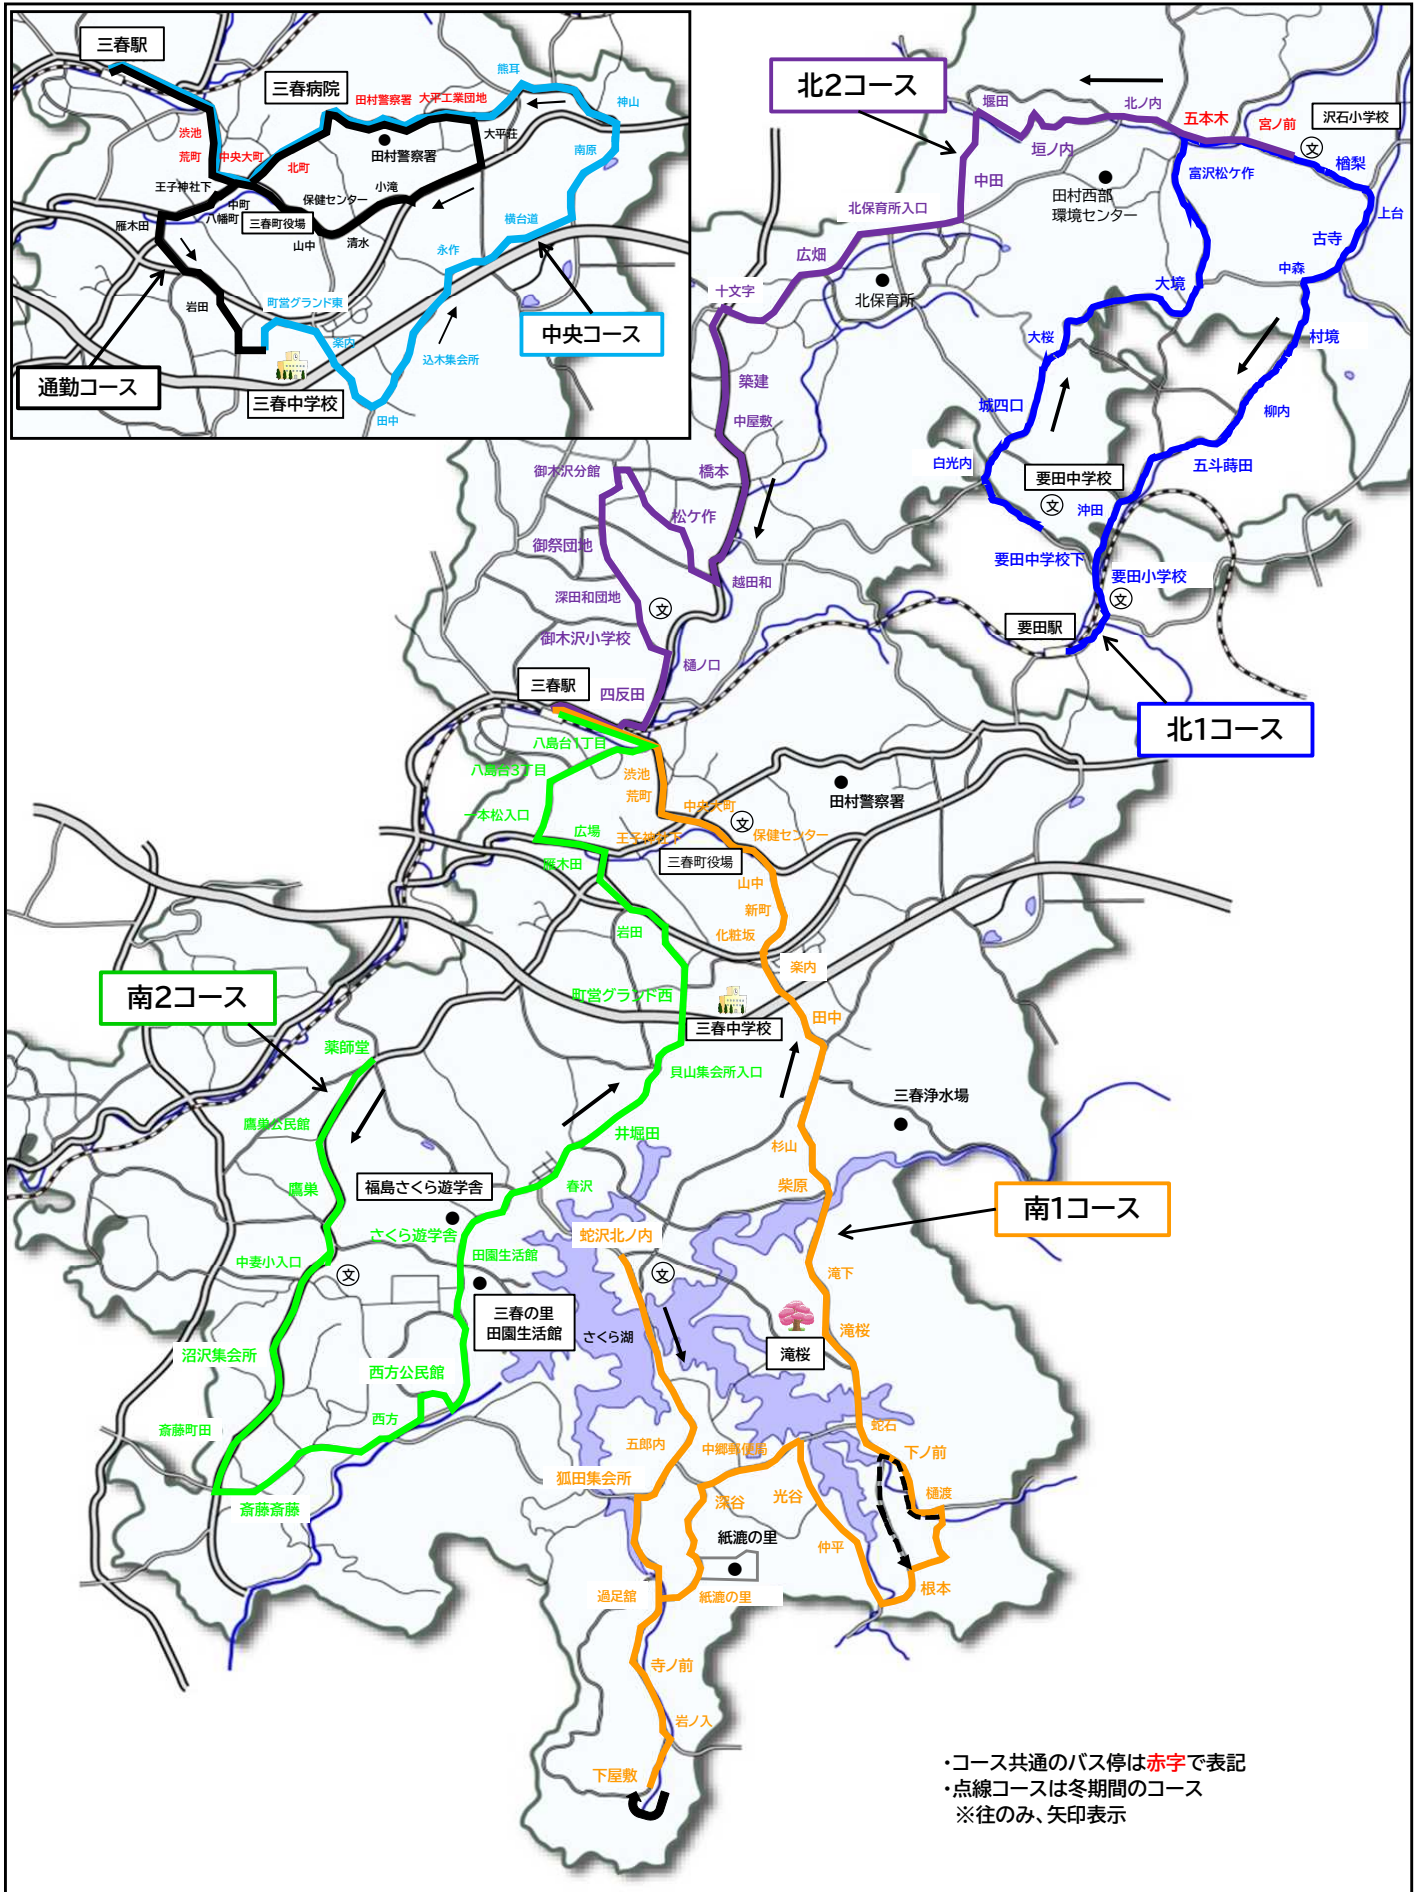 三春駅
三春病院
熊耳
神山
田村警察署
大平工業団地
大平荘
渋池
荒町
中央大町
北町
田村警察署
南原
王子神社下
中町
八幡町
保健センター
小滝
雁木田
三春町役場
山中
清水
横台道
永作
岩田
町営グランド東
楽内
込木集会所
中央コース
通勤コース
三春中学校
田中
北2コース
堰田
北ノ内
五本木
宮ノ前
沢石小学校
文
垣ノ内
楢梨
中田
富沢松ケ作
田村西部
環境センター
上台
北保育所入口
古寺
広畑
中森
大境
十文字
北保育所
大桜
村境
築建
城四口
柳内
中屋敷
御木沢分館
橋本
白光内
五斗蒔田
要田中学校
文
沖田
松ケ作
御祭団地
越田和
要田中学校下
要田小学校
文
深田和団地
文
御木沢小学校
要田駅
樋ノ口
三春駅
四反田
北1コース
八島台1丁目
八島台3丁目
渋池
荒町
田村警察署
一本松入口
中央大町
文
広場
王子神社下
保健センター
三春町役場
雁木田
山中
新町
岩田
化粧坂
楽内
南2コース
町営グランド西
田中
三春中学校
薬師堂
貝山集会所入口
三春浄水場
鷹巣公民館
井堀田
杉山
鷹巣
福島さくら遊学舎
春沢
柴原
南1コース
さくら遊学舎
蛇沢北ノ内
中妻小入口
文
田園生活館
文
滝下
三春の里
田園生活館
さくら湖
滝桜
滝桜
沼沢集会所
西方公民館
斎藤町田
西方
五郎内
中郷郵便局
蛇石
下ノ前
狐田集会所
深谷
光谷
樋渡
斎藤斎藤
紙漉の里
仲平
過足舘
紙漉の里
根本
寺ノ前
岩ノ入
下屋敷
・コース共通のバス停は赤字で表記
・点線コースは冬期間のコース
※往のみ、矢印表示